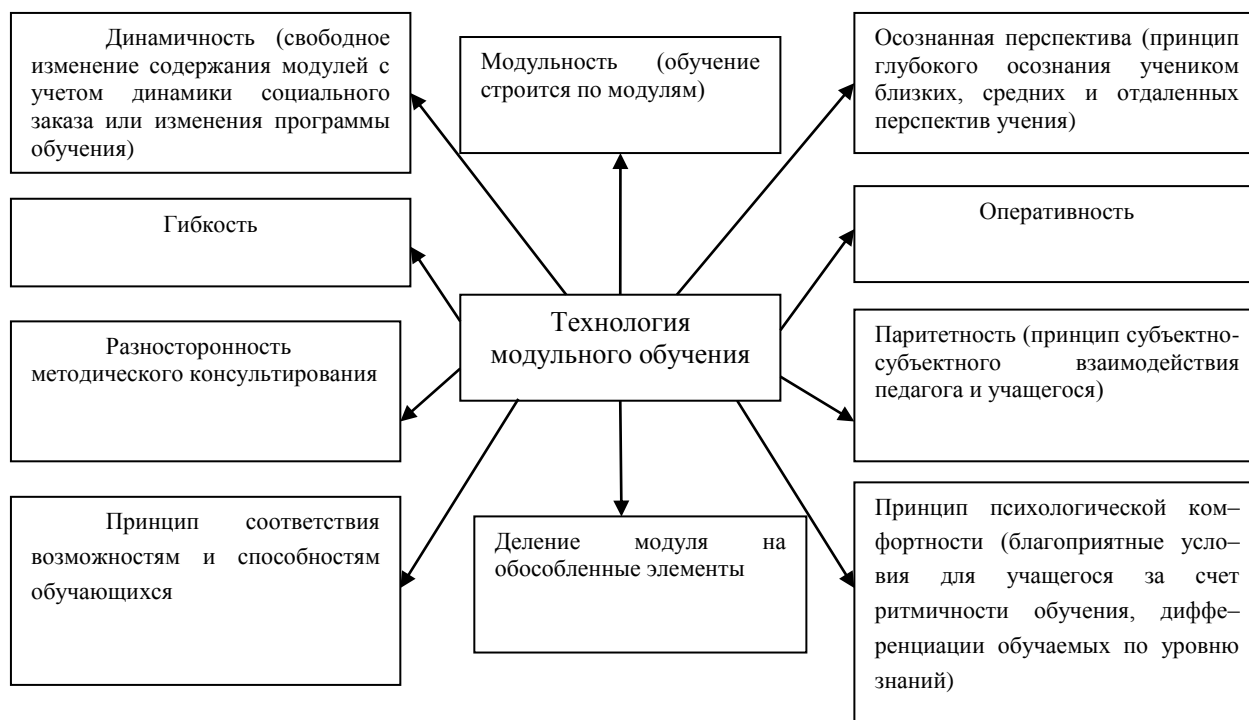 Динамичность (свободное
изменение содержания модулей с
учетом динамики социального
заказа или изменения программы
обучения)
Модульность (обучение
строится по модулям)
Осознанная перспектива (принцип
глубокого осознания учеником
близких, средних и отдаленных
перспектив учения)
Гибкость
Оперативность
Технология
модульного обучения
Разносторонность
методического консультирования
Паритетность (принцип субъектно-
субъектного взаимодействия
педагога и учащегося)
Принцип соответствия
возможностям и способностям
обучающихся
Деление модуля на
обособленные элементы
Принцип психологической ком–
фортности (благоприятные усло–
вия для учащегося за счет
ритмичности обучения, диффе–
ренциации обучаемых по уровню
знаний)